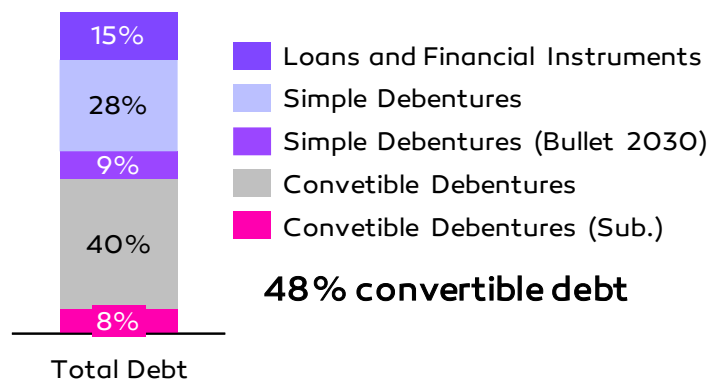 15%
28%
9%
40%
8%
Total Debt
Loans and Financial Instruments
Simple Debentures
Simple Debentures (Bullet 2030)
Convetible Debentures
Convetible Debentures (Sub.)
48% convertible debt